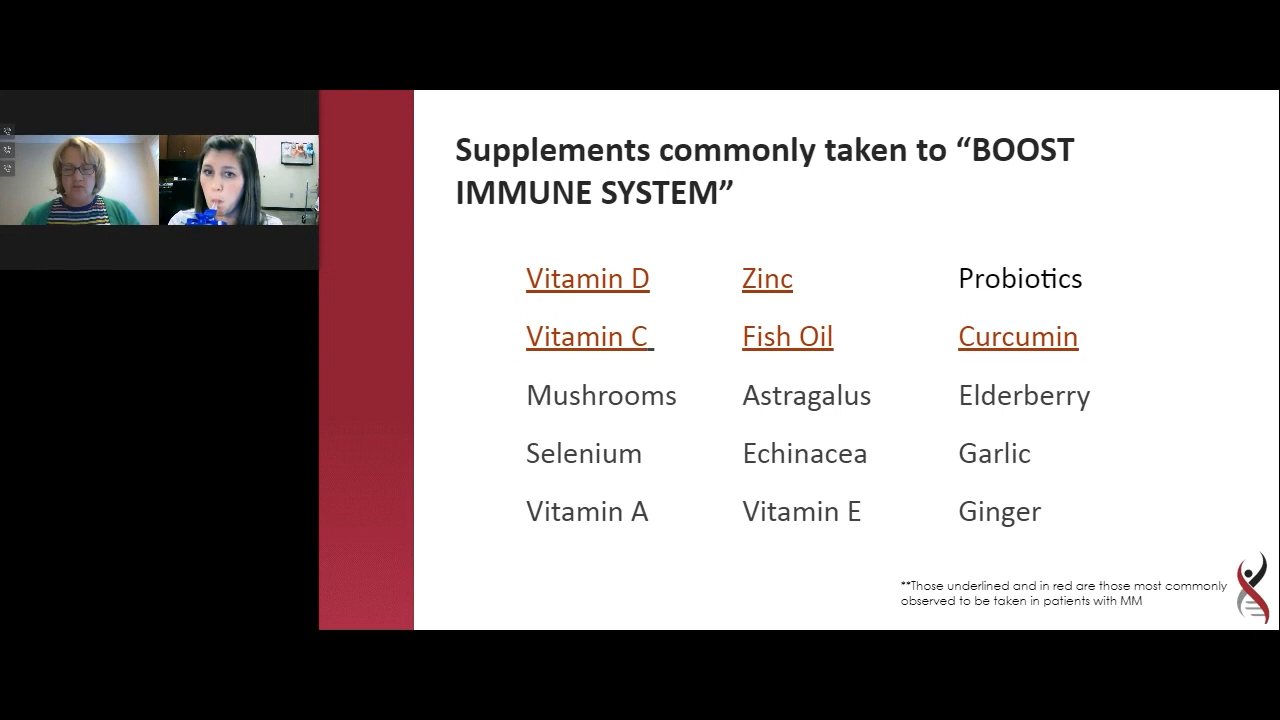 Supplements commonly taken to “BOOST
IMMUNE SYSTEM”
Vitamin D Zinc Probiotics
Vitamin C Fish Oil Curcumin
Mushrooms Astragalus Elderberry
Selenium Echinacea Garlic
Vitamin A Vitamin E Ginger
**Those underlined and in red are those most commonly
observed to be taken in patients with MM